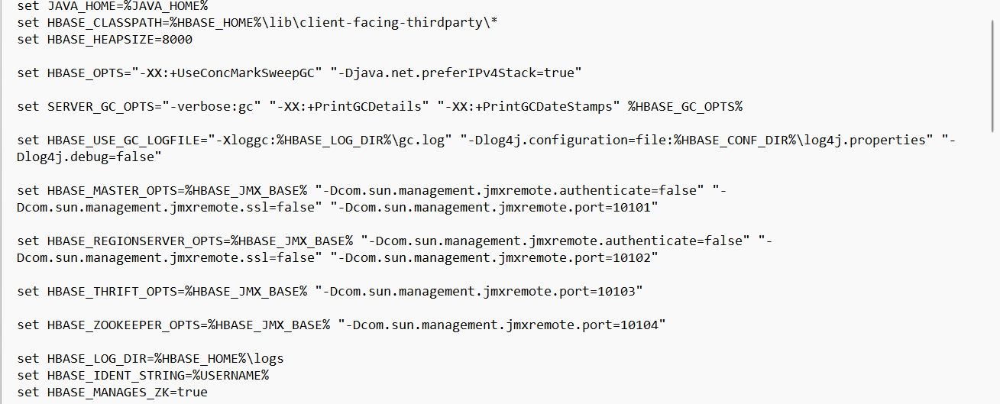 set JAVA_HOME=%JAVA_HOME%
set HBASE_CLASSPATH=%HBASE_HOME%\lib\client-facing-thirdparty\*
set HBASE_HEAPSIZE=8000
set HBASE_OPTS="-XX:+UseConcMarkSweepGC" "-Djava.net.preferIPv4Stack=true"
set SERVER_GC_OPTS="-verbose:gc" "-XX:+PrintGCDetails" "-XX:+PrintGCDateStamps" %HBASE_GC_OPTS%
set HBASE_USE_GC_LOGFILE="-Xloggc:%HBASE_LOG_DIR%\gc.log" "-Dlog4j.configuration=file:%HBASE_CONF_DIR%\log4j.properties" "-
Dlog4j.debug=false"
set HBASE_MASTER_OPTS=%HBASE_JMX_BASE% "-Dcom.sun.management.jmxremote.authenticate=false" "-
Dcom.sun.management.jmxremote.ssl=false" "-Dcom.sun.management.jmxremote.port=10101"
set HBASE_REGIONSERVER_OPTS=%HBASE_JMX_BASE% "-Dcom.sun.management.jmxremote.authenticate=false" "-
Dcom.sun.management.jmxremote.ssl=false" "-Dcom.sun.management.jmxremote.port=10102"
set HBASE_THRIFT_OPTS=%HBASE_JMX_BASE% "-Dcom.sun.management.jmxremote.port=10103"
set HBASE_ZOOKEEPER_OPTS=%HBASE_JMX_BASE% "-Dcom.sun.management.jmxremote.port=10104"
set HBASE_LOG_DIR=%HBASE_HOME%\logs
set HBASE_IDENT_STRING=%USERNAME%
set HBASE_MANAGES_ZK=true